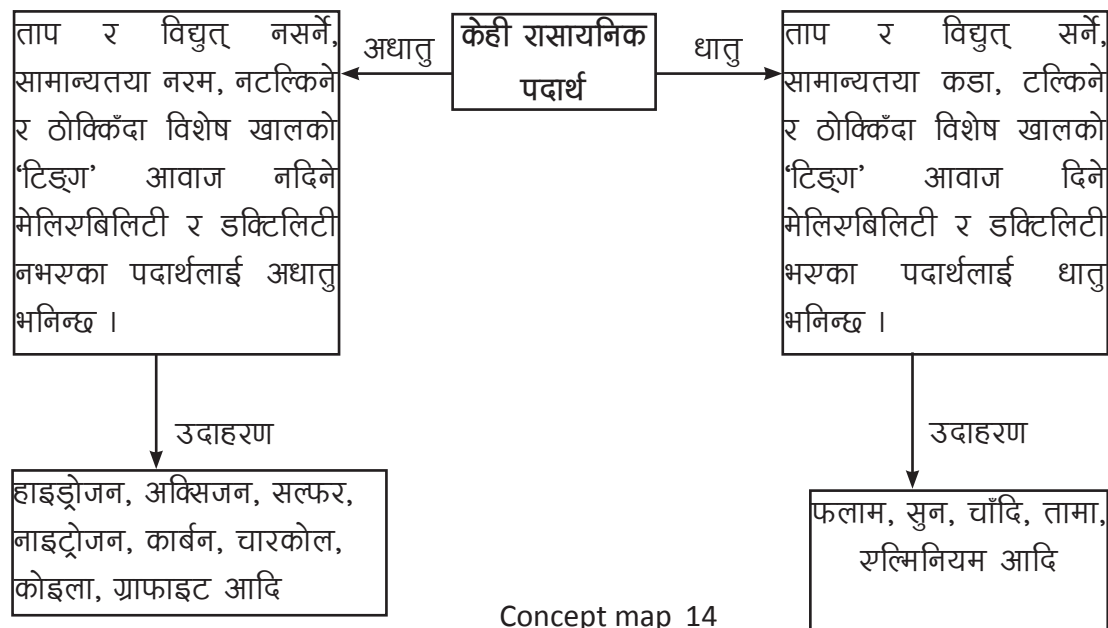 केही रासायनिक
पदार्थ
अधातु
धातु
ताप र विद्युत् नसर्ने,
सामान्यतया नरम, नटल्किने
र ठोक्किँदा विशेष खालको
‘टिङ्ग’ आवाज नदिने
मेलिएबिलिटी र डक्टिलिटी
नभएका पदार्थलाई अधातु
भनिन्छ ।
ताप र विद्युत् सर्ने,
सामान्यतया कडा, टल्किने
र ठोक्किँदा विशेष खालको
‘टिङ्ग’ आवाज दिने
मेलिएबिलिटी र डक्टिलिटी
भएका पदार्थलाई धातु
भनिन्छ ।
उदाहरण
उदाहरण
हाइड्रोजन, अक्सिजन, सल्फर,
नाइट्रोजन, कार्बन, चारकोल,
कोइला, ग्राफाइट आदि
फलाम, सुन, चाँदि, तामा,
एल्मिनियम आदि
Concept map 14